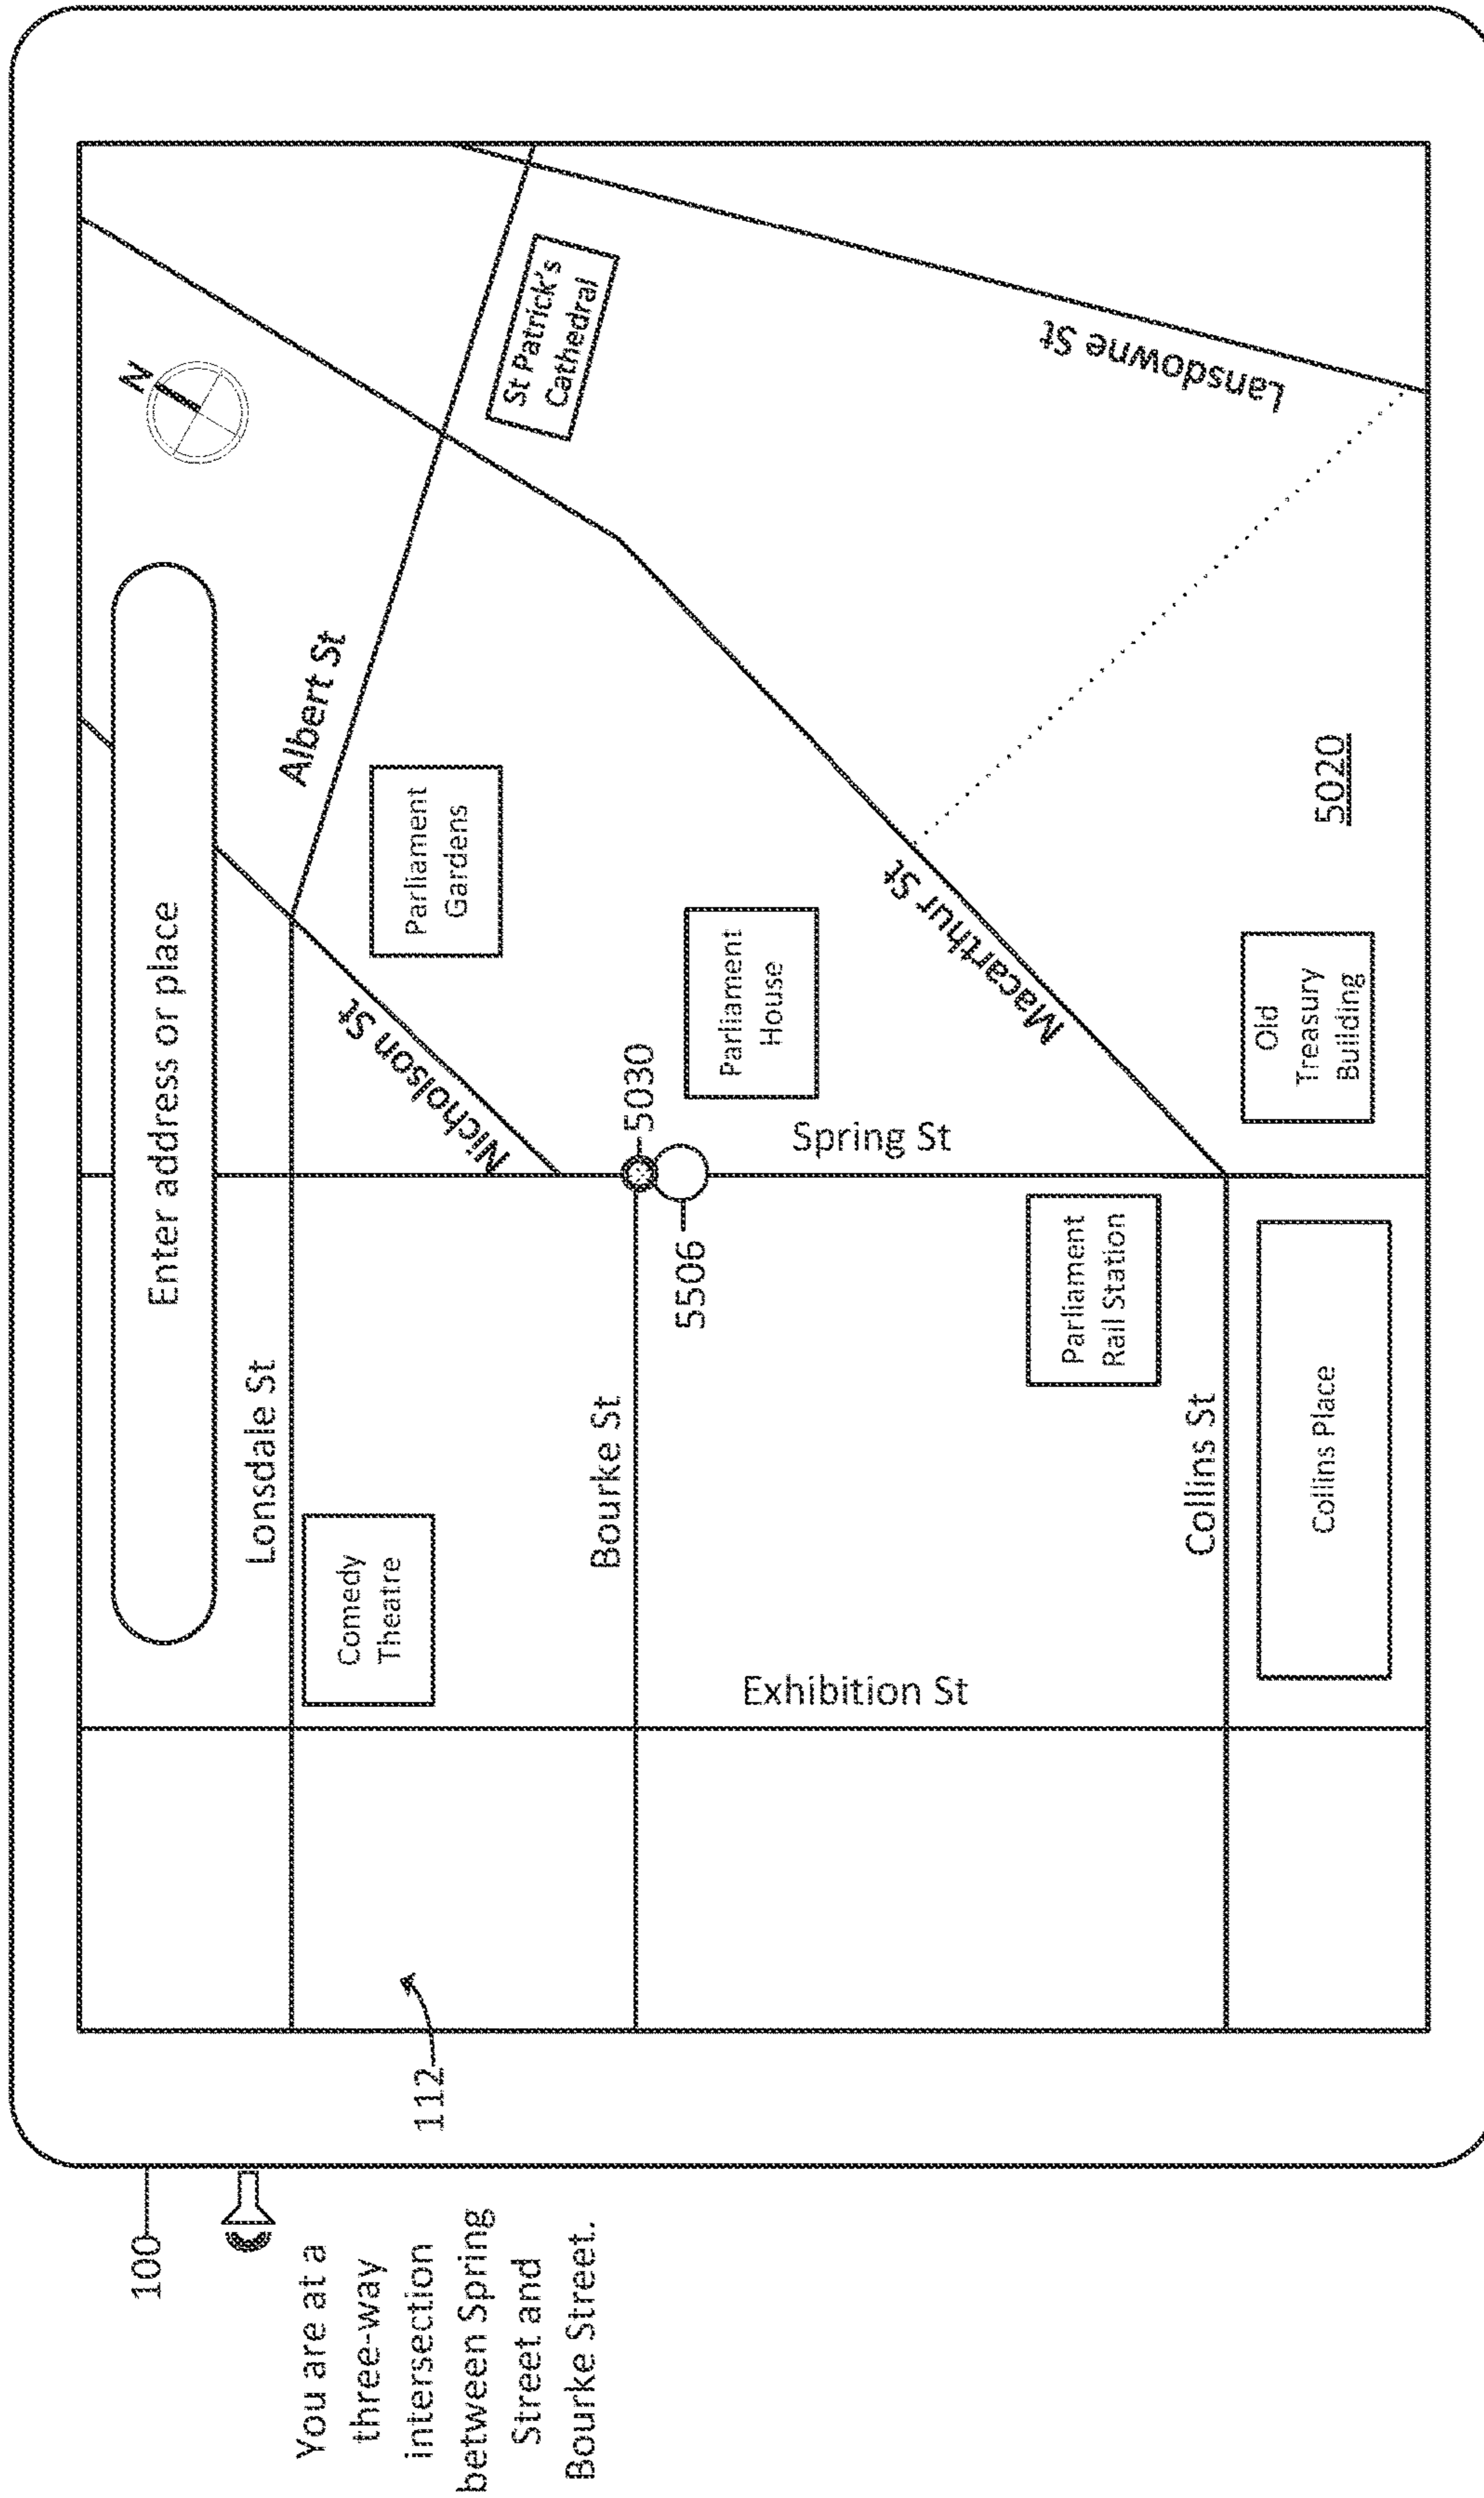 100
You are at a
three-way
intersection
between Spring
Street and
Bourke Street.
112
Enter address or place
N
Lonsdale St
Comedy
Theatre
Nicholson St
Albert St
Parliament
Gardens
St Patrick's
Cathedral
Bourke St
5030
5506
Parliament
House
Exhibition St
Spring St
Macarthur St
Lansdowne St
Parliament
Rail Station
Collins St
Collins Place
Old
Treasury
Building
5020